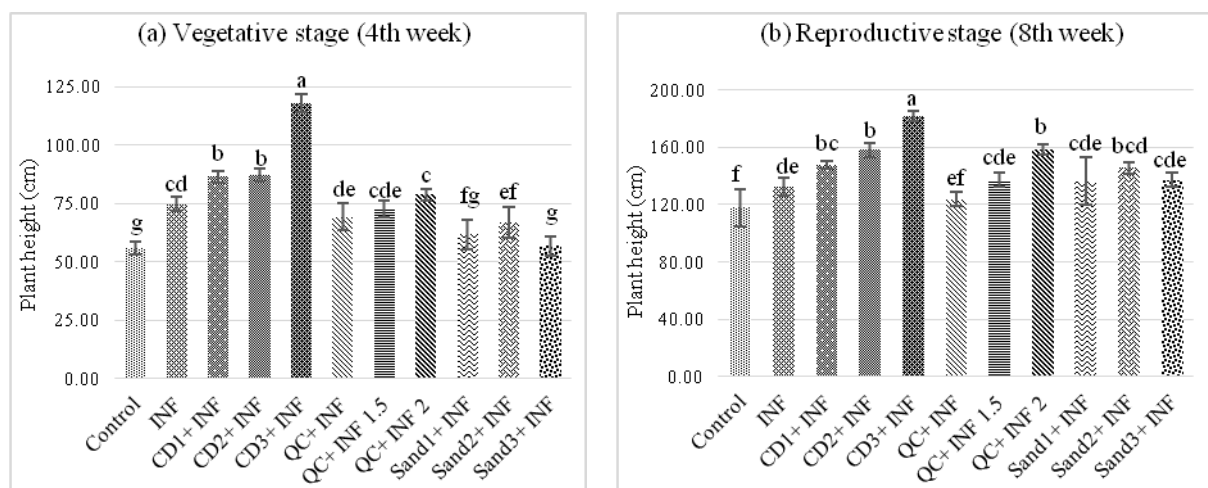 (a) Vegetative stage (4th week)
Plant height (cm)
125.00
100.00
75.00
50.00
25.00
0.00
g
cd
b
b
a
de
cde
c
fg
ef
g
Control
INF
CD1+ INF
CD2+ INF
CD3+ INF
QC+ INF
QC+ INF 1.5
QC+ INF 2
Sand1+ INF
Sand2+ INF
Sand3+ INF
(b) Reproductive stage (8th week)
Plant height (cm)
200.00
160.00
120.00
80.00
40.00
0.00
f
de
bc
b
a
ef
cde
b
cde
bcd
cde
Control
INF
CD1+ INF
CD2+ INF
CD3+ INF
QC+ INF
QC+ INF 1.5
QC+ INF 2
Sand1+ INF
Sand2+ INF
Sand3+ INF